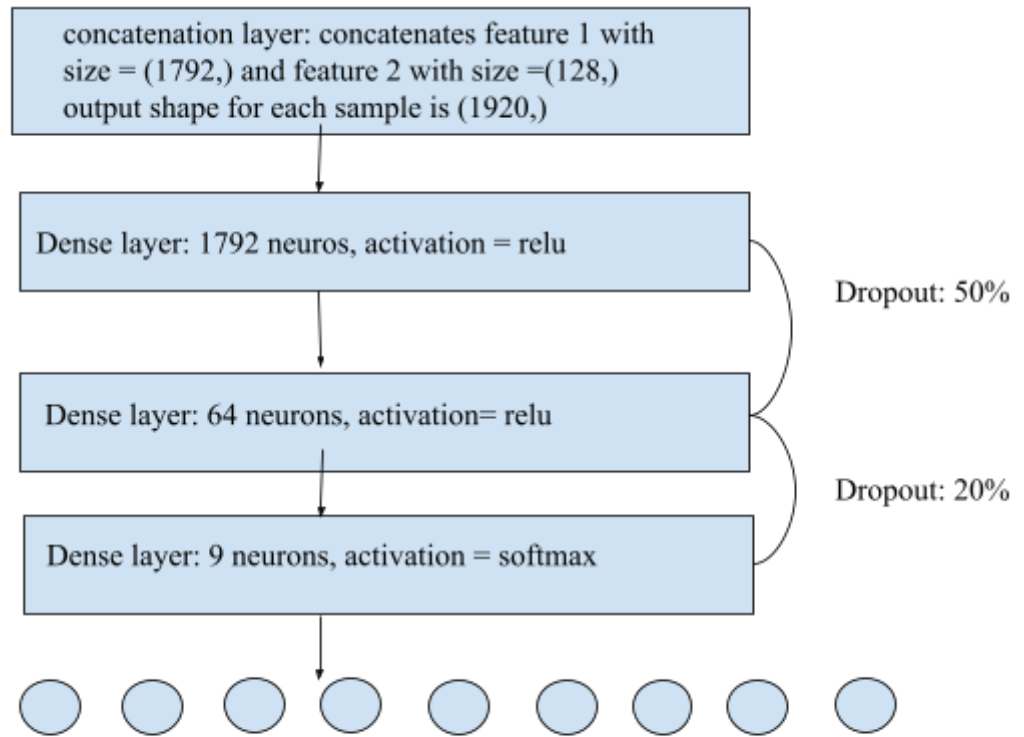 concatenation layer: concatenates feature 1 with
size = (1792,) and feature 2 with size =(128,)
output shape for each sample is (1920,)
Dense layer: 1792 neuros, activation = relu
Dropout: 50%
Dense layer: 64 neurons, activation= relu
Dropout: 20%
Dense layer: 9 neurons, activation = softmax